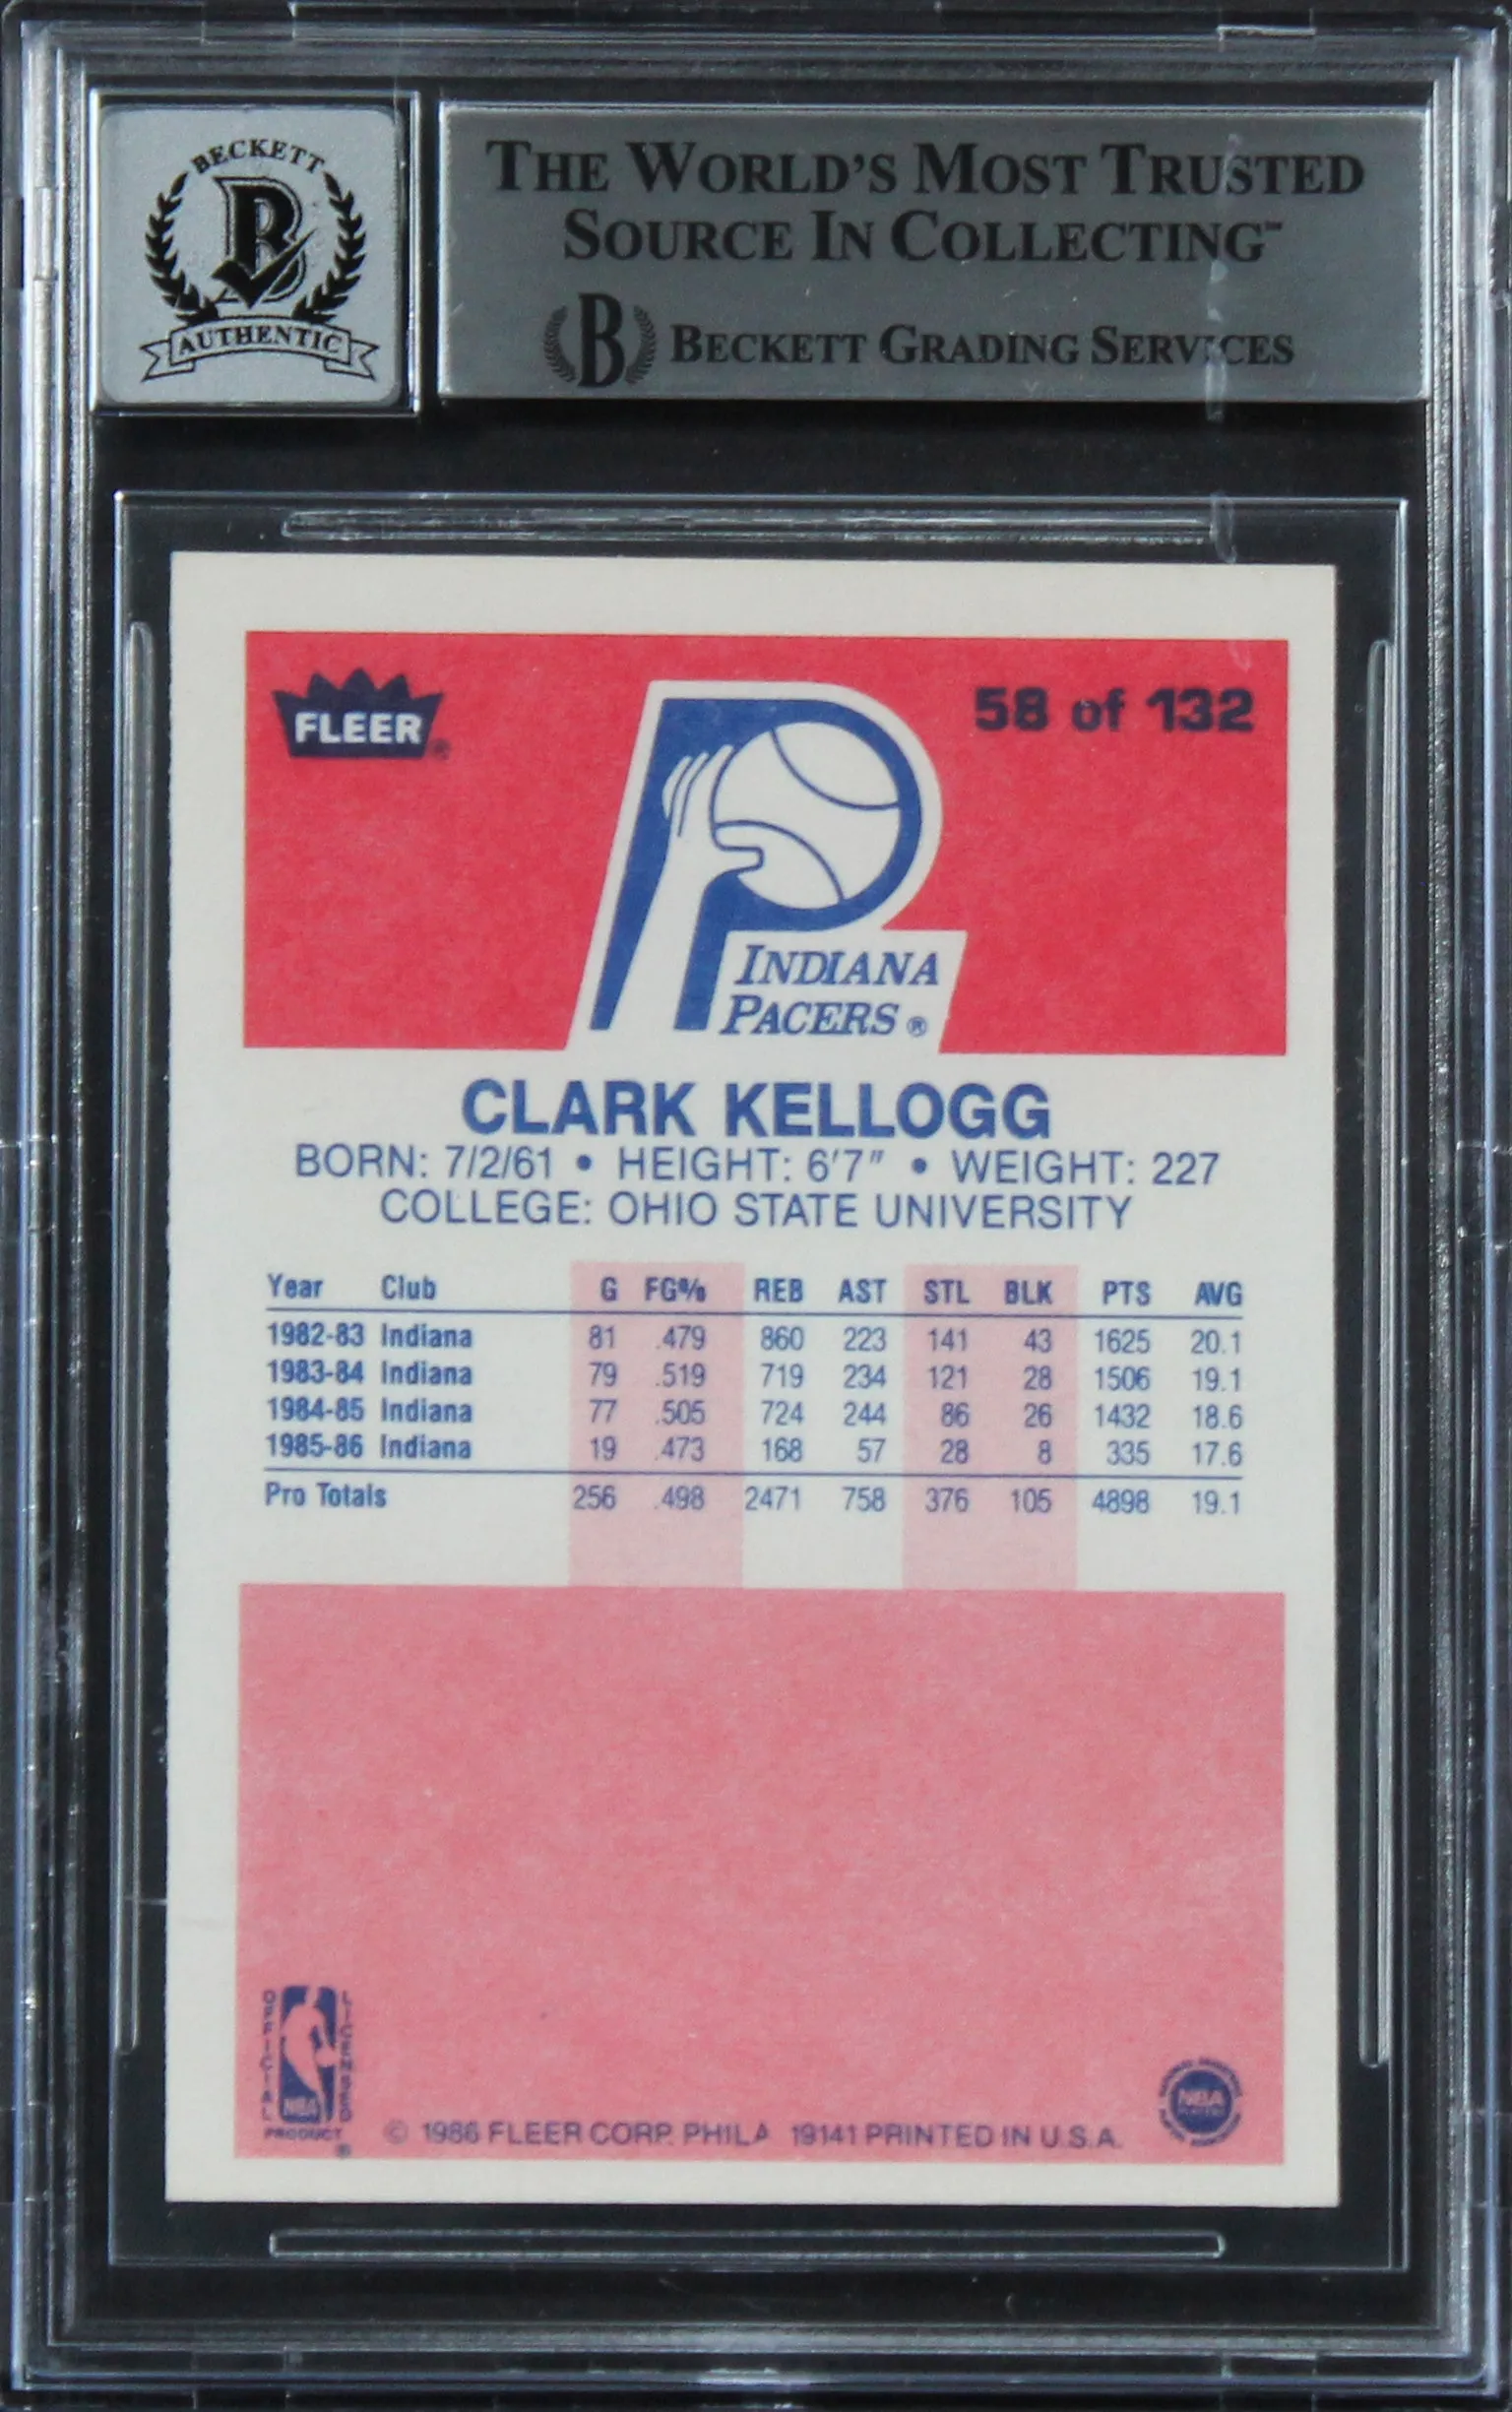 BECKETT
AUTHENTIC
THE WORLD'S MOST TRUSTED
SOURCE IN COLLECTING™
B BECKETT GRADING SERVICES
FLEER®
58 of 132
INDIANA
PACERS®
CLARK KELLOGG
BORN: 7/2/61 • HEIGHT: 6'7" • WEIGHT: 227
COLLEGE: OHIO STATE UNIVERSITY
Year Club G FG% REB AST STL BLK PTS AVG
1982-83 Indiana 81 .479 860 223 141 43 1625 20.1
1983-84 Indiana 79 .519 719 234 121 28 1506 19.1
1984-85 Indiana 77 .505 724 244 86 26 1432 18.6
1985-86 Indiana 19 .473 168 57 28 8 335 17.6
Pro Totals 256 .498 2471 758 376 105 4898 19.1
OFFICIAL LICENSED
NBA
PRODUCT
®
© 1986 FLEER CORP. PHILA 19141 PRINTED IN U.S.A.
NBA